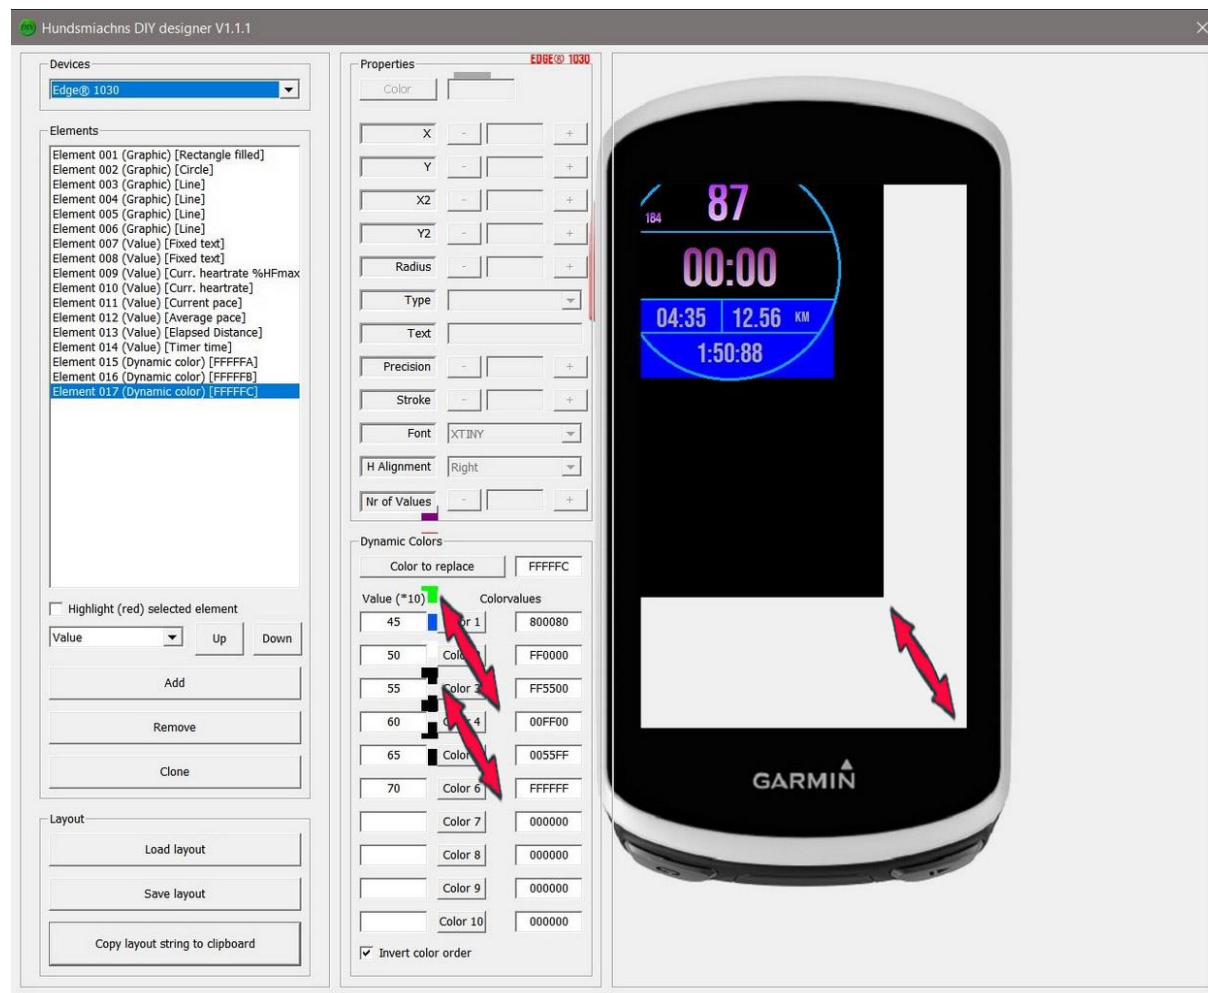 Hundsmiachns DIY designer V1.1.1
Devices
Edge® 1030
Elements
Element 001 (Graphic) [Rectangle filled]
Element 002 (Graphic) [Circle]
Element 003 (Graphic) [Line]
Element 004 (Graphic) [Line]
Element 005 (Graphic) [Line]
Element 006 (Graphic) [Line]
Element 007 (Value) [Fixed text]
Element 008 (Value) [Fixed text]
Element 009 (Value) [Curr. heartrate %HFmax
Element 010 (Value) [Curr. heartrate]
Element 011 (Value) [Current pace]
Element 012 (Value) [Average pace]
Element 013 (Value) [Elapsed Distance]
Element 014 (Value) [Timer time]
Element 015 (Dynamic color) [FFFFFA]
Element 016 (Dynamic color) [FFFFFB]
Element 017 (Dynamic color) [FFFFFC]
Highlight (red) selected element
Value Up Down
Add
Remove
Clone
Layout
Load layout
Save layout
Copy layout string to clipboard
Properties
EDGE® 1030
Color
X - +
Y - +
X2 - +
Y2 - +
Radius - +
Type
Text
Precision - +
Stroke - +
Font XTINY
H Alignment Right
Nr of Values - +
Dynamic Colors
Color to replace FFFFFC
Value (*10) Colorvalues
45 1 800080
50 FF0000
55 Color 3 FF5500
60 4 00FF00
65 Color 0055FF
70 Color 6 FFFFFF
Color 7 000000
Color 8 000000
Color 9 000000
Color 10 000000
Invert color order
184 87
00:00
04:35 12.56 KM
1:50:88
GARMIN